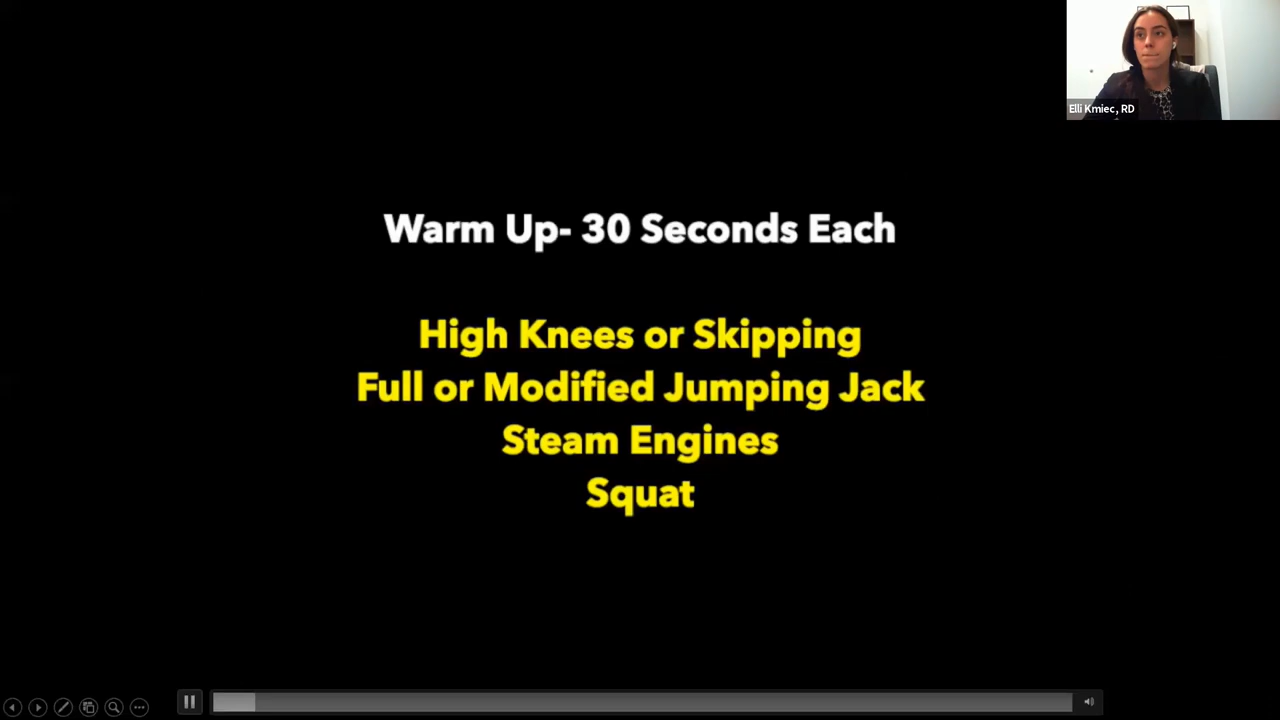 Elli Kmiec, RD
Warm Up- 30 Seconds Each
High Knees or Skipping
Full or Modified Jumping Jack
Steam Engines
Squat